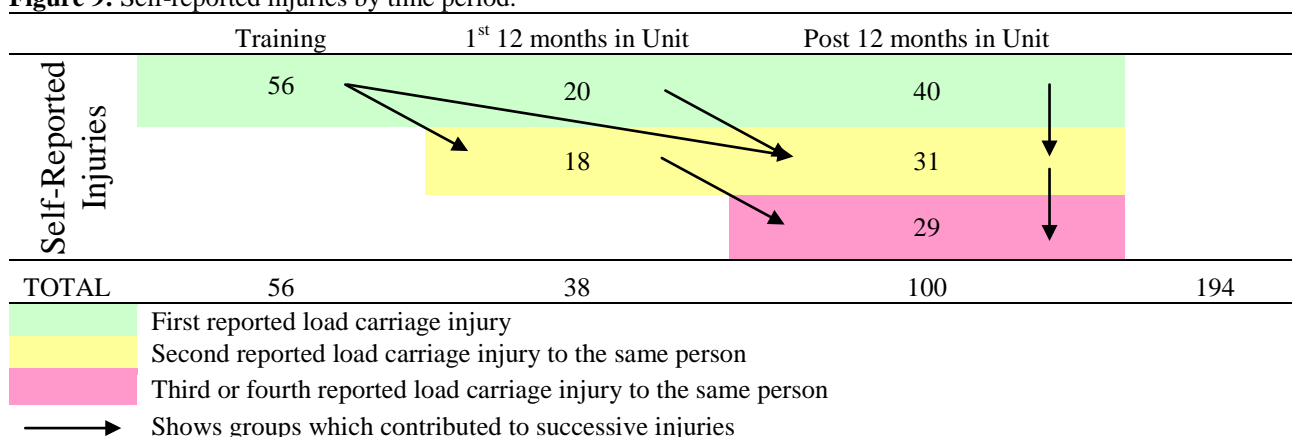 Figure 9. Self-reported injuries by time period.
Training 1st 12 months in Unit Post 12 months in Unit
Self-Reported
Injuries
56 20 40
18 31
29
TOTAL 56 38 100 194
First reported load carriage injury
Second reported load carriage injury to the same person
Third or fourth reported load carriage injury to the same person
Shows groups which contributed to successive injuries